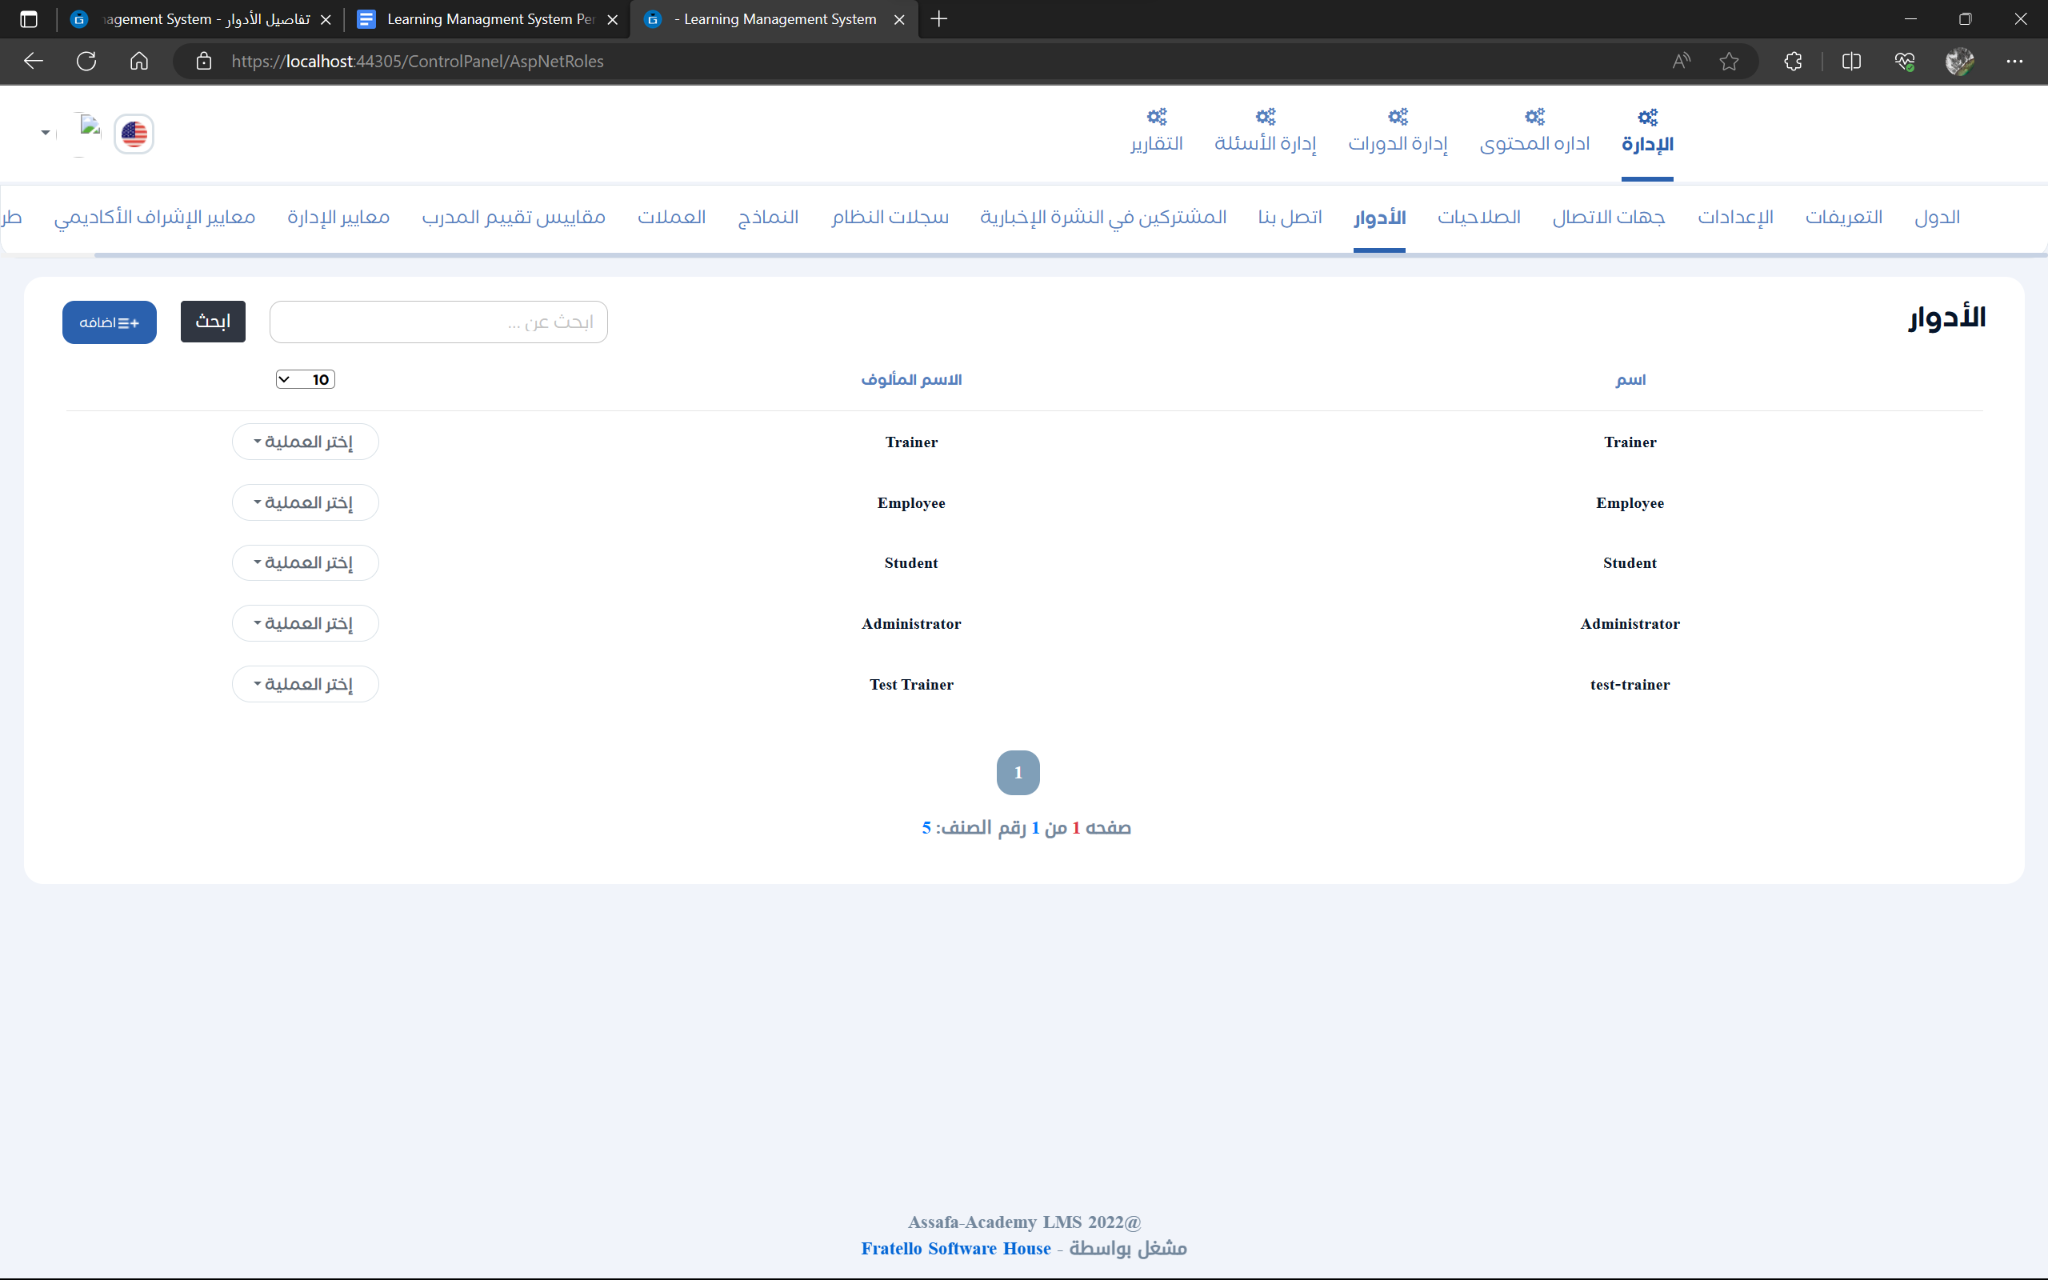 agement System - تفاصيل الأدوار
Learning Managment System Per
- Learning Management System
https://localhost:44305/ControlPanel/AspNetRoles
الإدارة
اداره المحتوى
إدارة الدورات
إدارة الأسئلة
التقارير
الدول
التعريفات
الإعدادات
جهات الاتصال
الصلاحيات
الأدوار
اتصل بنا
المشتركين في النشرة الإخبارية
سجلات النظام
النماذج
العملات
مقاييس تقييم المدرب
معايير الإدارة
معايير الإشراف الأكاديمي
طر
الأدوار
ابحث عن ...
ابحث
اضافه
اسم
الاسم المألوف
10
Trainer
Trainer
إختر العملية
Employee
Employee
إختر العملية
Student
Student
إختر العملية
Administrator
Administrator
إختر العملية
test-trainer
Test Trainer
إختر العملية
1
صفحه 1 من 1 رقم الصنف: 5
Assafa-Academy LMS 2022@
مشغل بواسطة - Fratello Software House